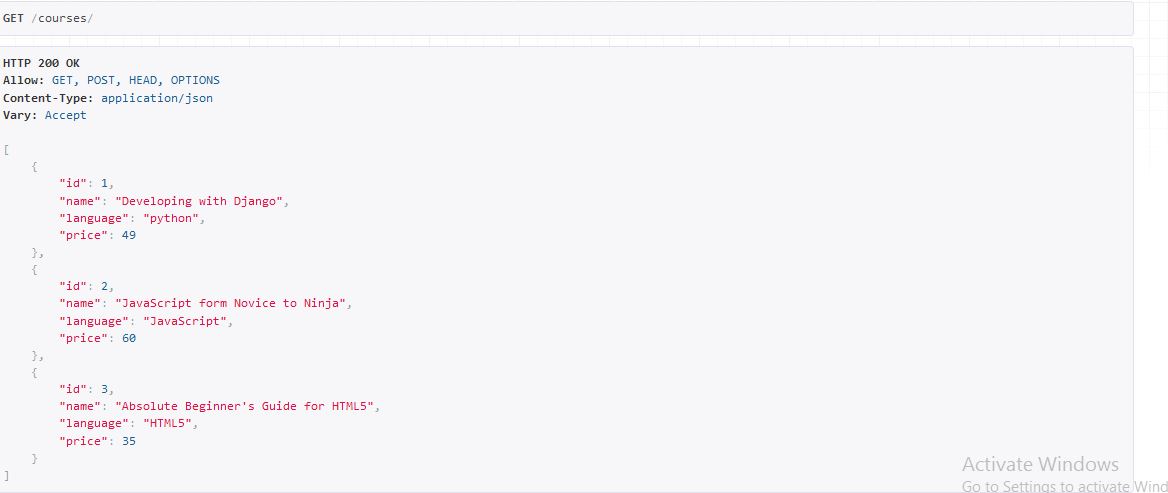 GET /courses/
HTTP 200 OK
Allow: GET, POST, HEAD, OPTIONS
Content-Type: application/json
Vary: Accept
[
    {
        "id": 1,
        "name": "Developing with Django",
        "language": "python",
        "price": 49
    },
    {
        "id": 2,
        "name": "JavaScript form Novice to Ninja",
        "language": "JavaScript",
        "price": 60
    },
    {
        "id": 3,
        "name": "Absolute Beginner's Guide for HTML5",
        "language": "HTML5",
        "price": 35
    }
]
Activate Windows
Go to Settings to activate Wind